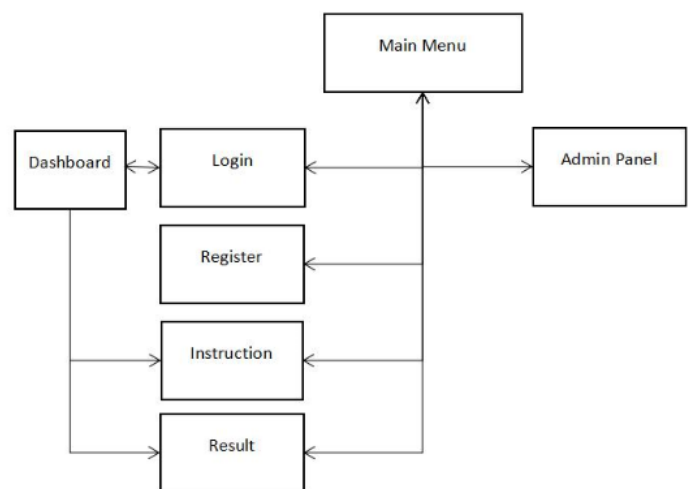 Main Menu
Dashboard
Login
Admin Panel
Register
Instruction
Result